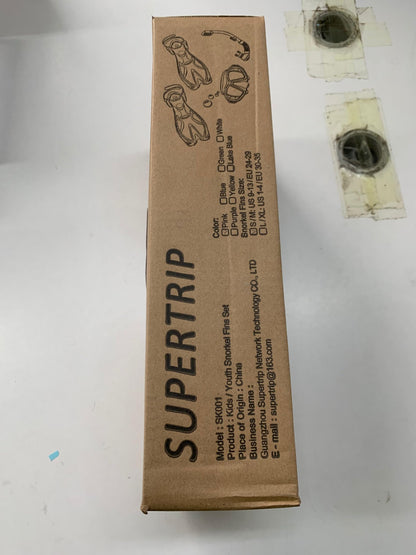 SUPERTRIP
Model : SK001
Product : Kids / Youth Snorkel Fins Set
Place of Origin : China
Business Name :
Guangzhou Supertrip Network Technology CO., LTD
E - mail : supertrip@163.com
Color:
☑Pink ☐Blue ☐Green ☐White
☐Purple ☐Yellow ☐Lake Blue
Snorkel Fins Size:
☑S / M: US 9-13 / EU 24-29
☐L / XL: US 1-4 / EU 30-35